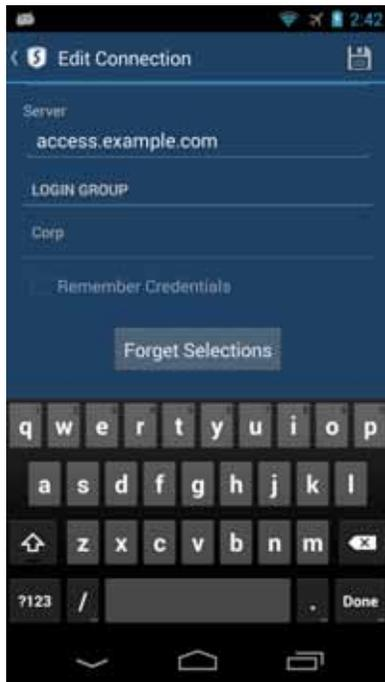 2:42
Edit Connection
Server
access.example.com
LOGIN GROUP
Corp
Remember Credentials
Forget Selections
q w e r t y u i o p
a s d f g h j k l
z x c v b n m
?123 / . Done